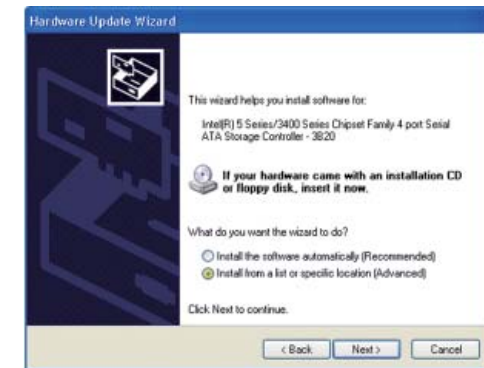 Hardware Update Wizard
This wizard helps you install software for:
Intel(R) 5 Series/3400 Series Chipset Family 4 port Serial
ATA Storage Controller - 3B20
If your hardware came with an installation CD
or floppy disk, insert it now.
What do you want the wizard to do?
Install the software automatically (Recommended)
Install from a list or specific location (Advanced)
Click Next to continue.
< Back Next > Cancel